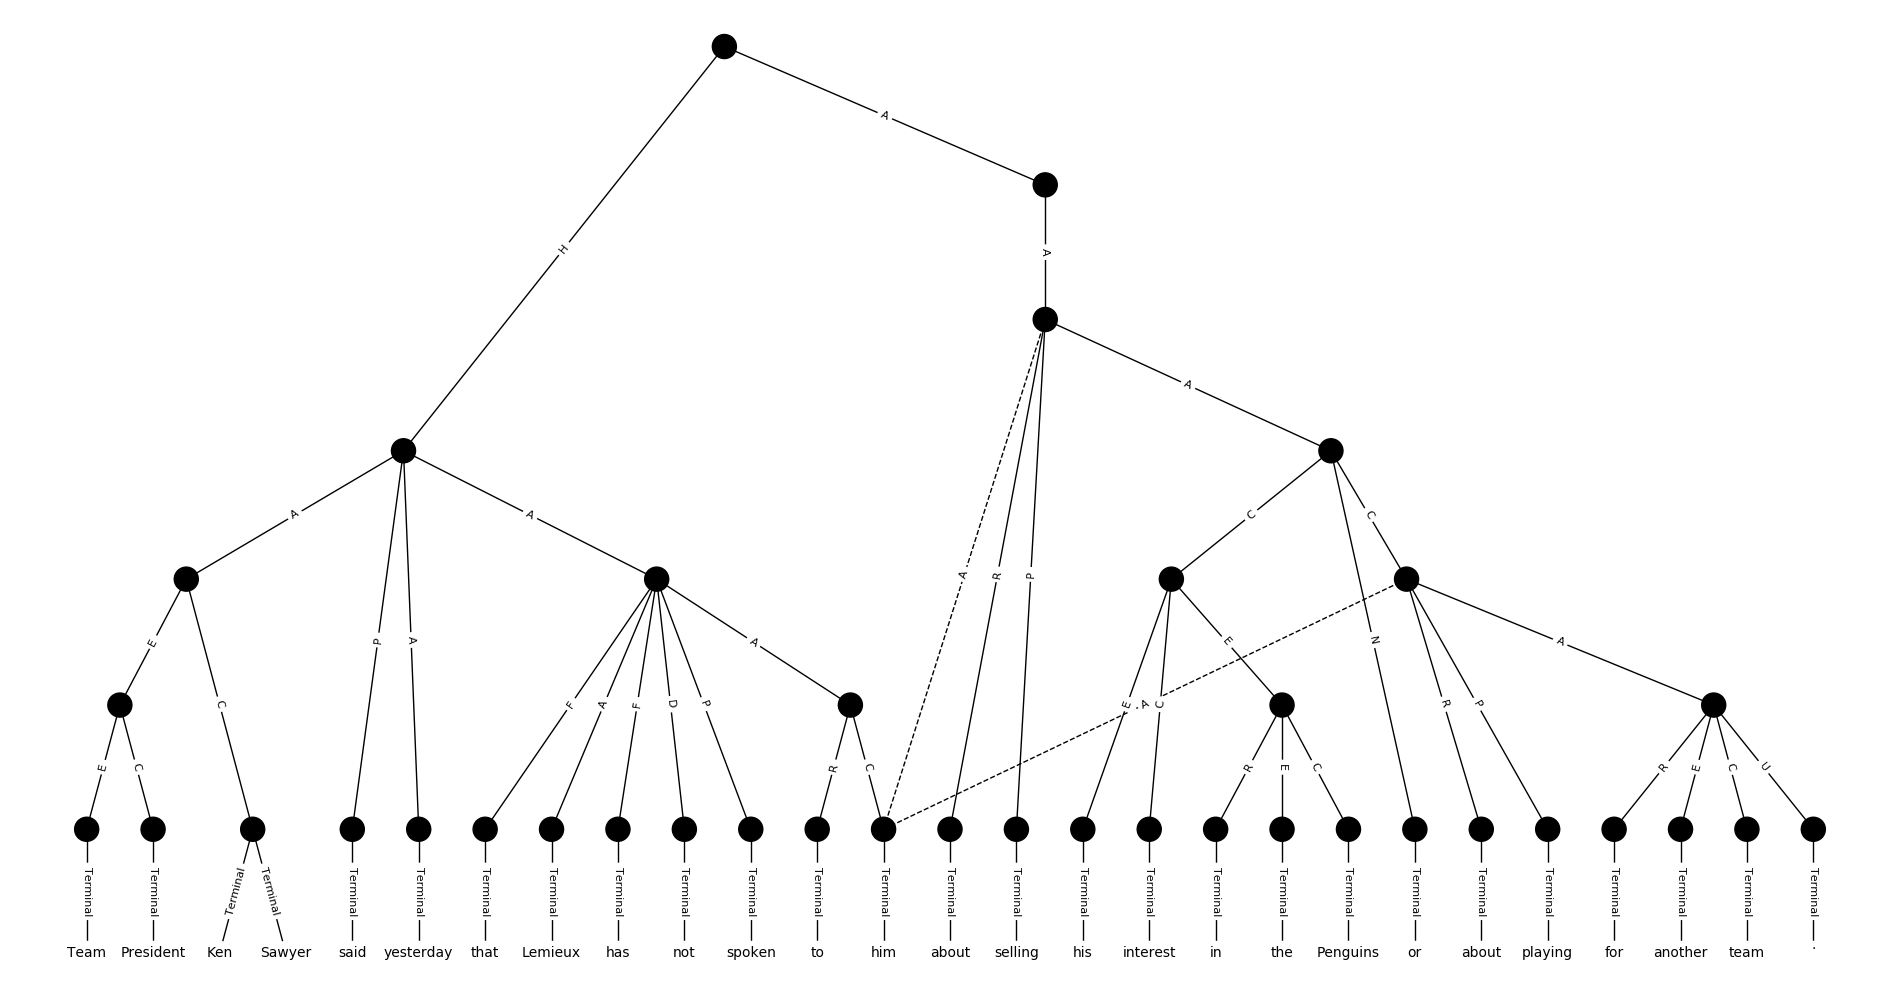 A
H
A
A
A
A
C
C
E
C
P
A
F
A
F
D
P
A
A
R
P
E
A
C
E
N
R
P
A
E
C
R
C
R
E
C
R
E
C
U
Terminal Terminal Terminal Terminal Terminal Terminal Terminal Terminal Terminal Terminal Terminal Terminal Terminal Terminal Terminal Terminal Terminal Terminal Terminal Terminal Terminal Terminal Terminal Terminal Terminal Terminal Terminal
Team President Ken Sawyer said yesterday that Lemieux has not spoken to him about selling his interest in the Penguins or about playing for another team .